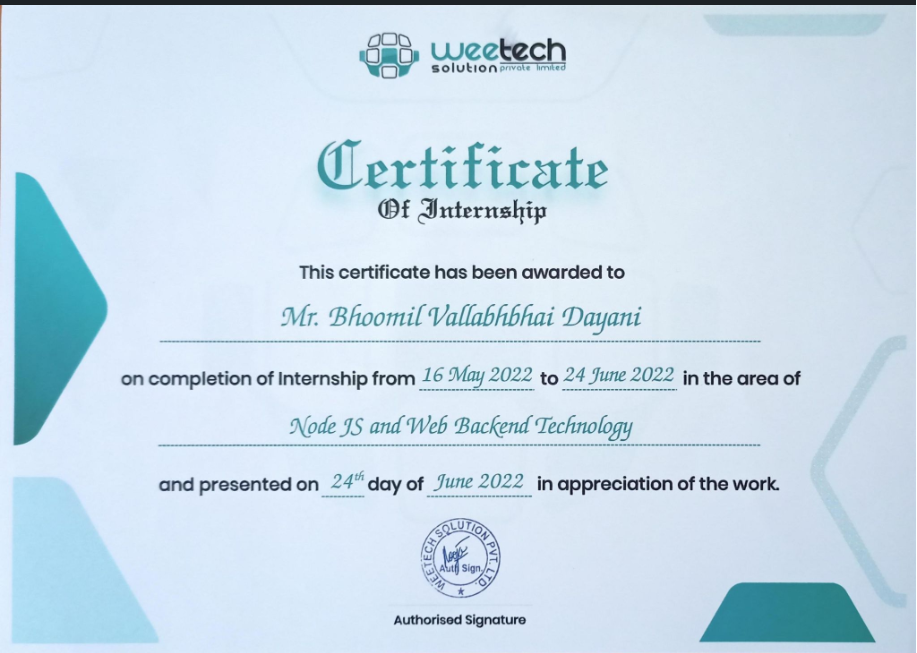 weetech
solution private limited
Certificate
Of Internship
This certificate has been awarded to
Mr. Bhoomil Vallabhbhai Dayani
on completion of Internship from 16 May 2022 to 24 June 2022 in the area of
Node JS and Web Backend Technology
and presented on 24th day of June 2022 in appreciation of the work.
WEETECH SOLUTION PVT. LTD.
Auth Sign.
Authorised Signature